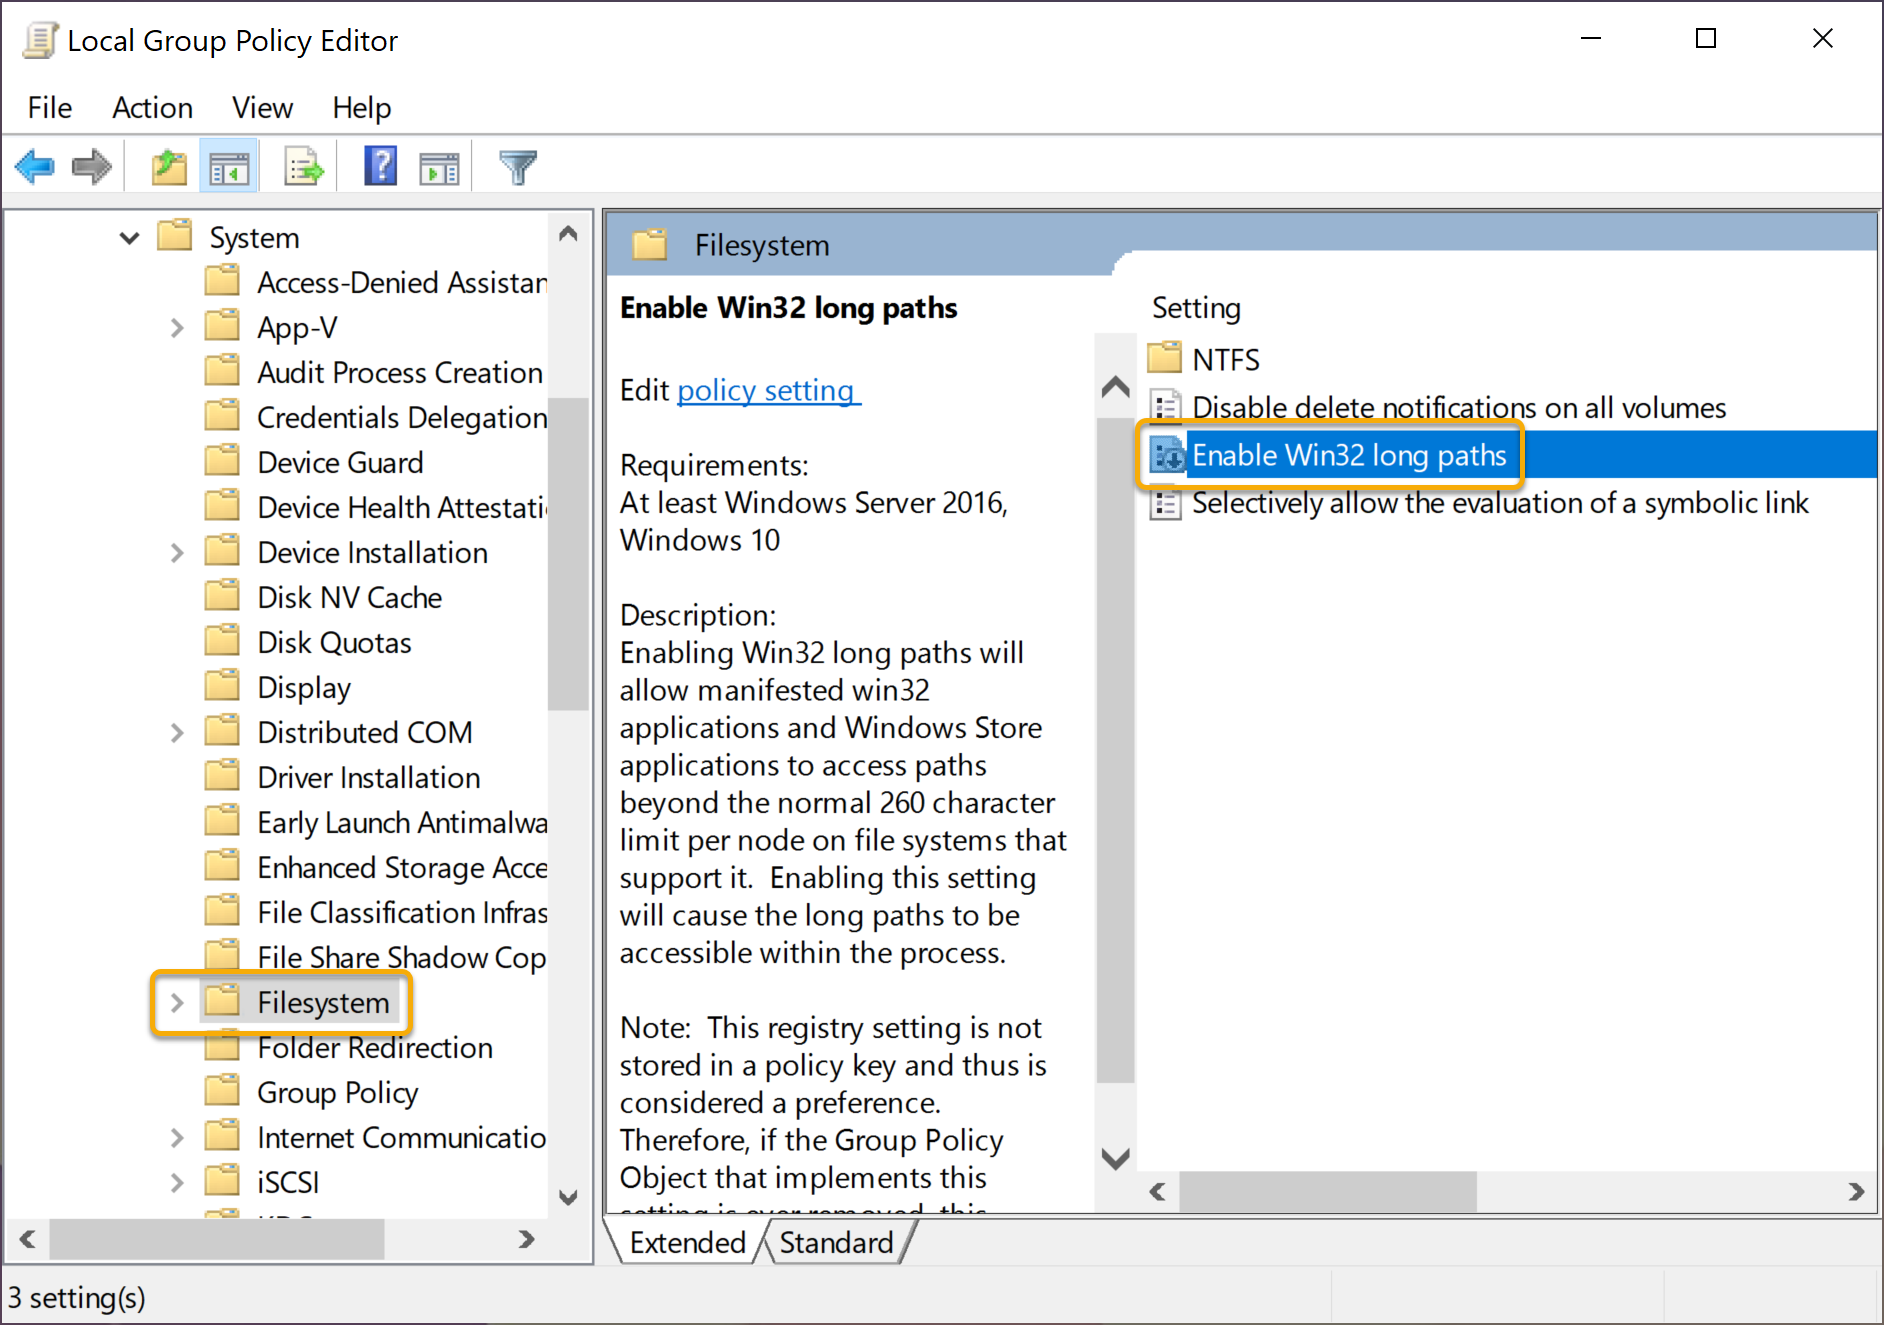 Local Group Policy Editor
File Action View Help
System
Access-Denied Assistan
App-V
Audit Process Creation
Credentials Delegation
Device Guard
Device Health Attestati
Device Installation
Disk NV Cache
Disk Quotas
Display
Distributed COM
Driver Installation
Early Launch Antimalwa
Enhanced Storage Acce
File Classification Infras
File Share Shadow Cop
Filesystem
Folder Redirection
Group Policy
Internet Communicatio
iSCSI
Filesystem
Enable Win32 long paths
Edit policy setting
Requirements:
At least Windows Server 2016,
Windows 10
Description:
Enabling Win32 long paths will
allow manifested win32
applications and Windows Store
applications to access paths
beyond the normal 260 character
limit per node on file systems that
support it.  Enabling this setting
will cause the long paths to be
accessible within the process.
Note:  This registry setting is not
stored in a policy key and thus is
considered a preference.
Therefore, if the Group Policy
Object that implements this
setting is ever removed, this
Setting
NTFS
Disable delete notifications on all volumes
Enable Win32 long paths
Selectively allow the evaluation of a symbolic link
Extended Standard
3 setting(s)